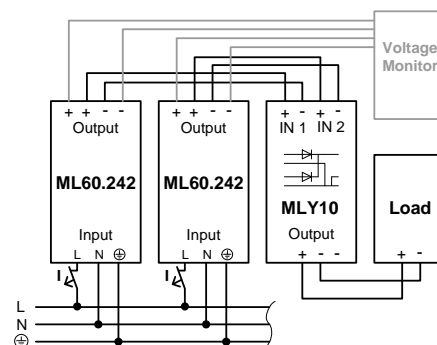 Voltage
Monitor
+ + - -
+ + - -
+ - + -
IN 1 IN 2
Output
Output
ML60.242
ML60.242
MLY10
Load
Input
Input
Output
L N
L N
+ - -
+ -
I
I
L
N